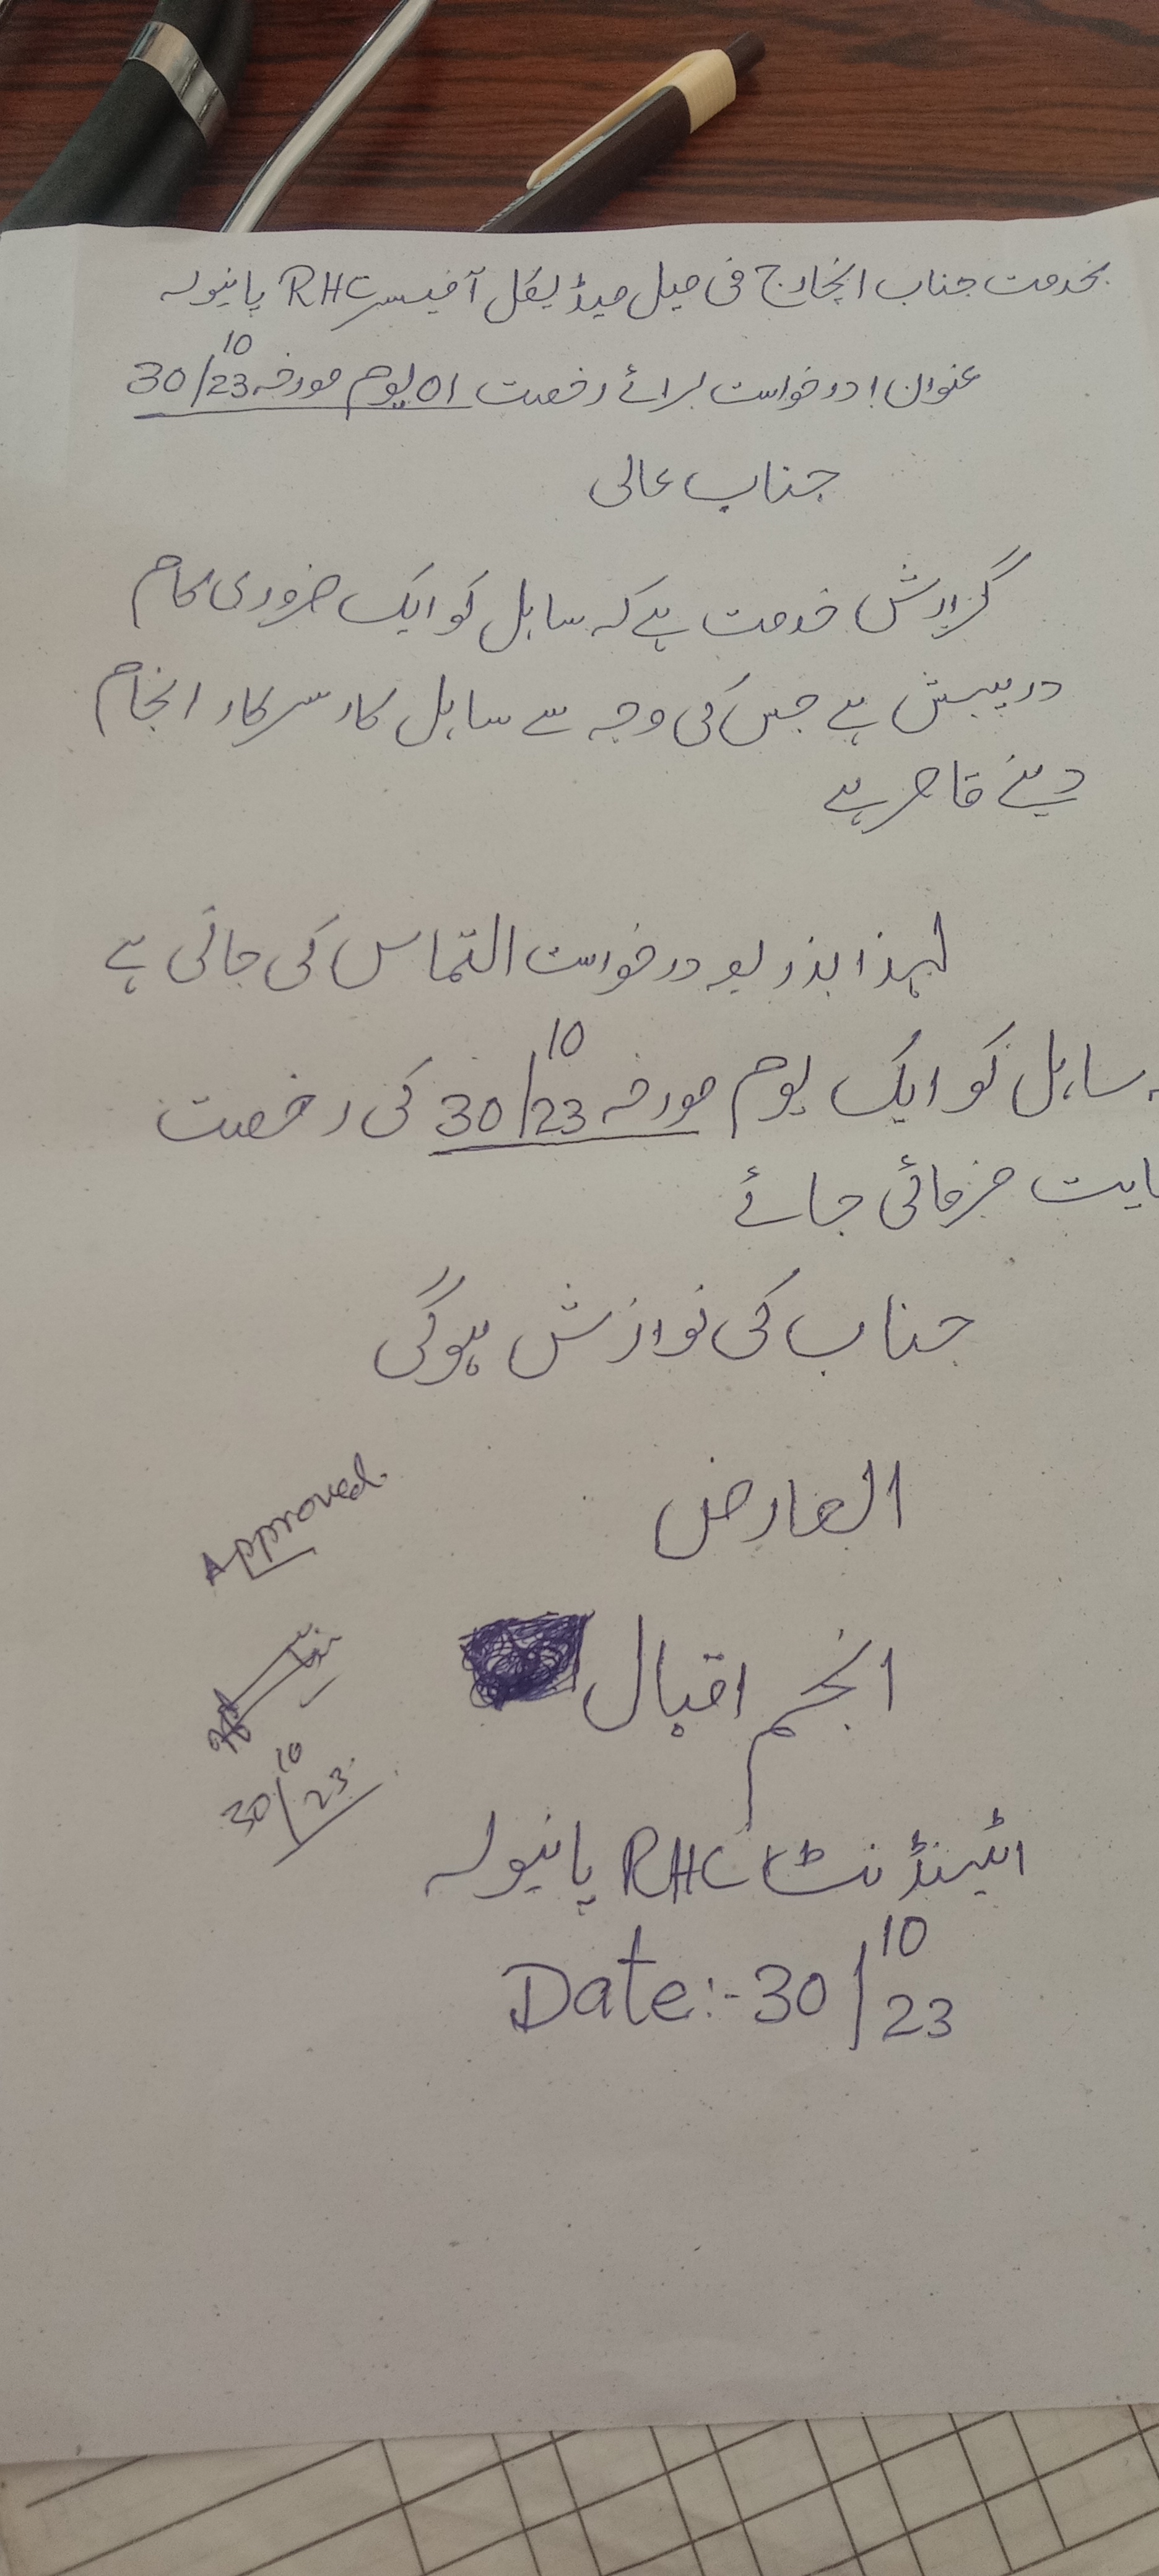 بخدمت جناب انچارج فی میل میڈیکل آفیسر RHC پانیولہ
عنوان: درخواست برائے رخصت 01 یوم مورخہ 30/10/23
جناب عالی
گزارش خدمت ہے کہ سایل کو ایک ضروری کام
درپیش ہے جس کی وجہ سے سایل کار سرکار انجام
دینے قاصر ہے
لہذا بذریعہ درخواست التماس کی جاتی ہے
سایل کو ایک یوم مورخہ 30/10/23 کی رخصت
فرمائی جائے
جناب کی نوازش ہوگی
العارض
Approved.
انجم اقبال
30/10/23
اٹینڈنٹ RHC پانیولہ
Date:- 30/10/23